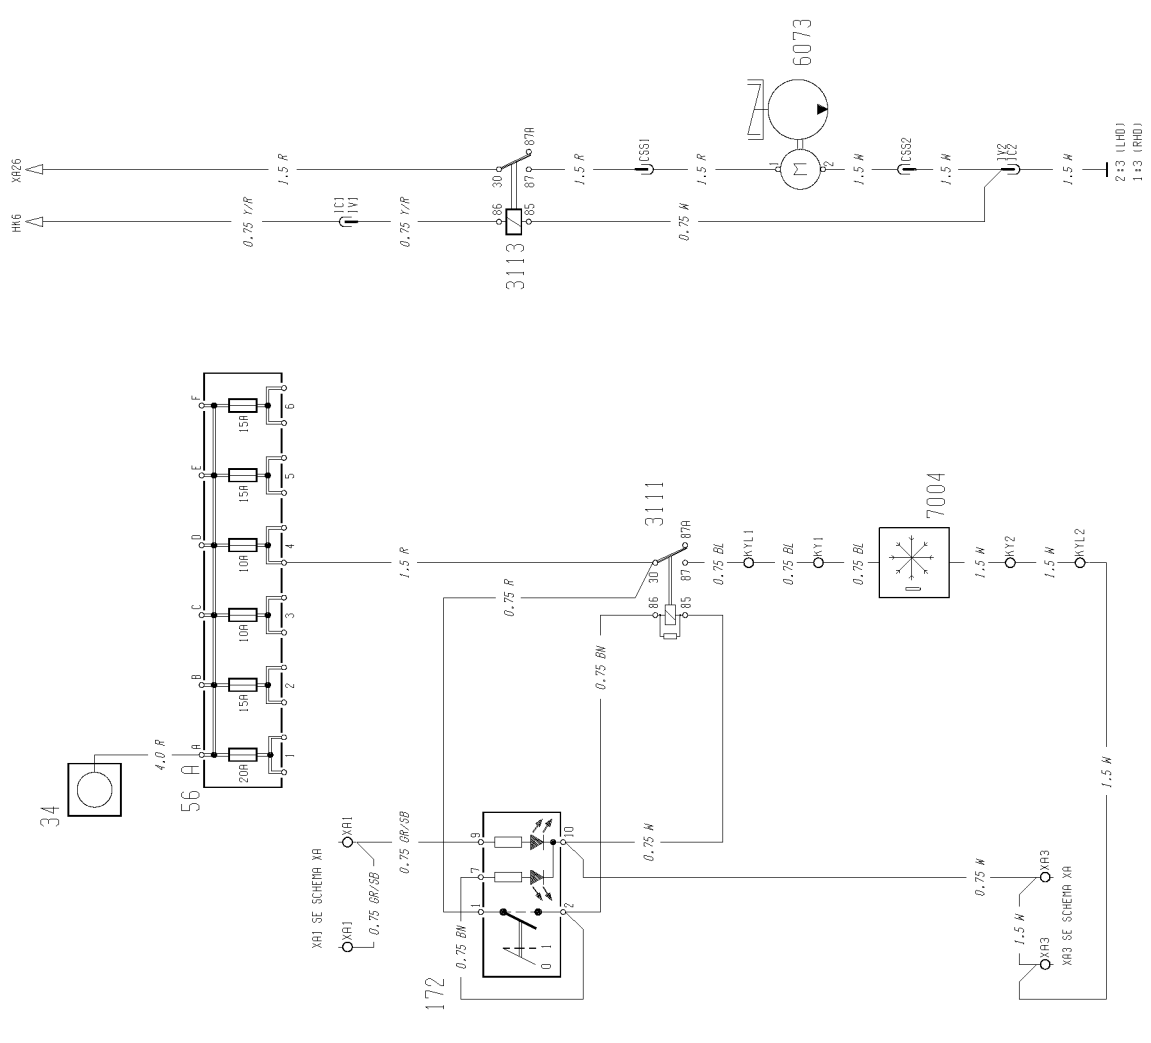 6073
2:3 (LHD)
1:3 (RHD)
XA26
1.5 R
30
87A
87
1.5 R
CSS1
1.5 R
1
M
2
1.5 W
CSS2
1.5 W
IV2
IC2
1.5 W
HK6
0.75 Y/R
IC1
IV1
0.75 Y/R
86
85
0.75 W
3113
F
15A
6
E
15A
5
D
10A
4
C
10A
3
B
15A
2
A
20A
1
56 A
4.0 R
34
1.5 R
0.75 R
3111
30
87A
87
86
85
0.75 BL
KYL1
0.75 BL
KY1
0.75 BL
7004
1.5 W
KY2
1.5 W
KYL2
0.75 BN
1.5 W
XA1 SE SCHEMA XA
XA1
XA1
0.75 GR/SB
0.75 GR/SB
9
10
7
1
2
0 1
0.75 BN
172
0.75 W
0.75 W
XA3
1.5 W
XA3
XA3 SE SCHEMA XA